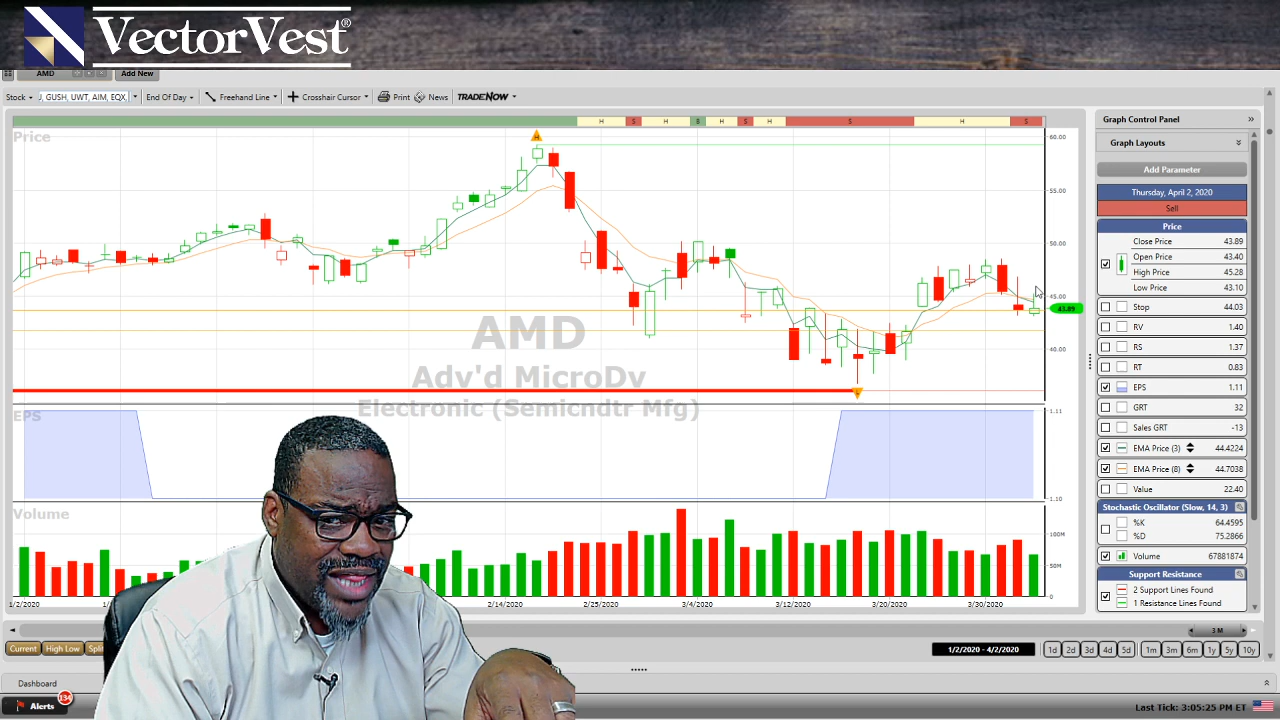 VectorVest®
AMD
Add New
Stock
J, GUSH, UWT, AIM, EQX,
End Of Day
Freehand Line
Crosshair Cursor
Print
News
TRADENOW
H S H B H S H S H S
Price
H
60.00
55.00
50.00
45.00
43.89
40.00
AMD
Adv'd MicroDv
Electronic (Semicndtr Mfg)
L
EPS
1.11
1.10
Volume
100M
50M
0
1/2/2020
2/14/2020
2/25/2020
3/4/2020
3/12/2020
3/20/2020
3/30/2020
Graph Control Panel
Graph Layouts
Add Parameter
Thursday, April 2, 2020
Sell
Price
Close Price 43.89
Open Price 43.40
High Price 45.28
Low Price 43.10
Stop 44.03
RV 1.40
RS 1.37
RT 0.83
EPS 1.11
GRT 32
Sales GRT -13
EMA Price (3) 44.4224
EMA Price (8) 44.7038
Value 22.40
Stochastic Oscillator (Slow, 14, 3)
%K 64.4595
%D 75.2866
Volume 67881874
Support Resistance
2 Support Lines Found
1 Resistance Lines Found
3 M
Current
High Low
1/2/2020 - 4/2/2020
1d 2d 3d 4d 5d 1m 3m 6m 1y 5y 10y
Dashboard
Alerts
134
Last Tick: 3:05:25 PM ET